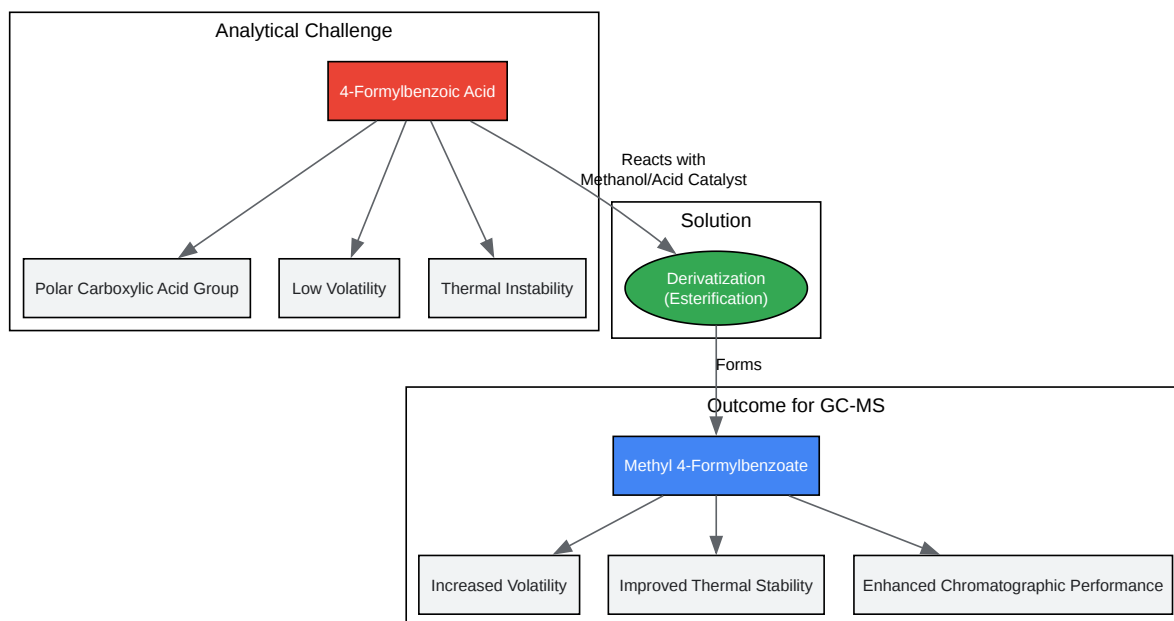 Analytical Challenge
4-Formylbenzoic Acid
Reacts with
Methanol/Acid Catalyst
Solution
Polar Carboxylic Acid Group
Low Volatility
Thermal Instability
Derivatization
(Esterification)
Forms
Outcome for GC-MS
Methyl 4-Formylbenzoate
Increased Volatility
Improved Thermal Stability
Enhanced Chromatographic Performance